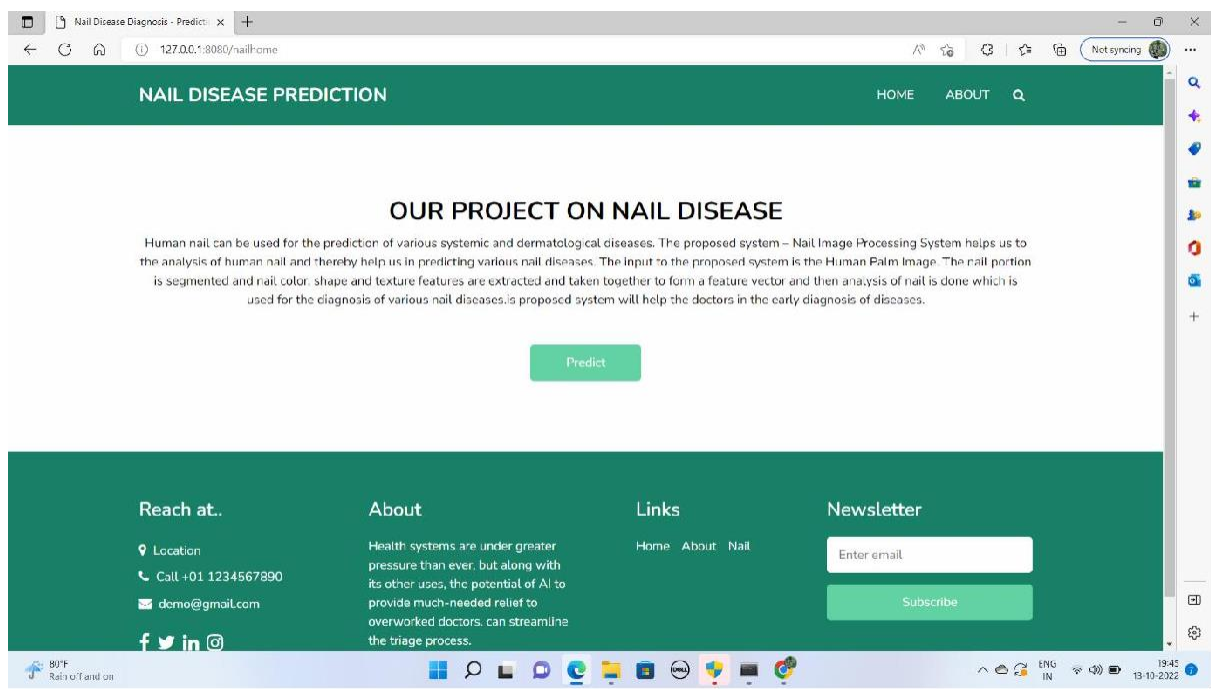 Nail Disease Diagnosis - Predicti
127.0.0.1:8080/nailhome
Not syncing
NAIL DISEASE PREDICTION
HOME ABOUT
OUR PROJECT ON NAIL DISEASE
Human nail can be used for the prediction of various systemic and dermatological diseases. The proposed system – Nail Image Processing System helps us to
the analysis of human nail and thereby help us in predicting various nail diseases. The input to the proposed system is the Human Palm Image. The nail portion
is segmented and nail color, shape and texture features are extracted and taken together to form a feature vector and then analysis of nail is done which is
used for the diagnosis of various nail diseases.is proposed system will help the doctors in the early diagnosis of diseases.
Predict
Reach at..
Location
Call +01 1234567890
demo@gmail.com
About
Health systems are under greater
pressure than ever, but along with
its other uses, the potential of AI to
provide much-needed relief to
overworked doctors, can streamline
the triage process.
Links
Home About Nail
Newsletter
Enter email
Subscribe
80°F
Rain off and on
DELL
ENG
IN
19:45
13-10-2022